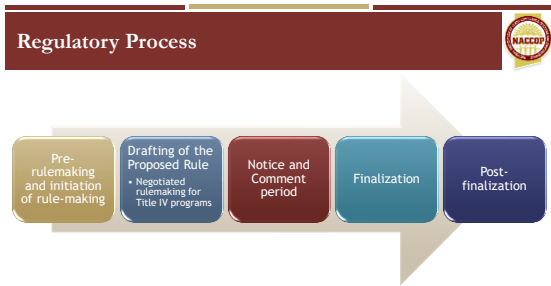 Regulatory Process
NACCOP
Pre-
rulemaking
and initiation
of rule-making
Drafting of the
Proposed Rule
• Negotiated
rulemaking for
Title IV programs
Notice and
Comment
period
Finalization
Post-
finalization